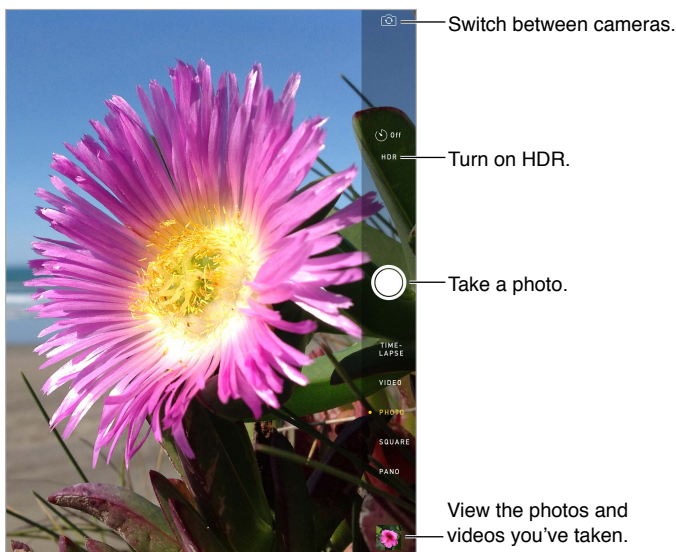 Switch between cameras.
Off
HDR
Turn on HDR.
Take a photo.
TIME-
LAPSE
VIDEO
PHOTO
SQUARE
PANO
View the photos and
videos you've taken.